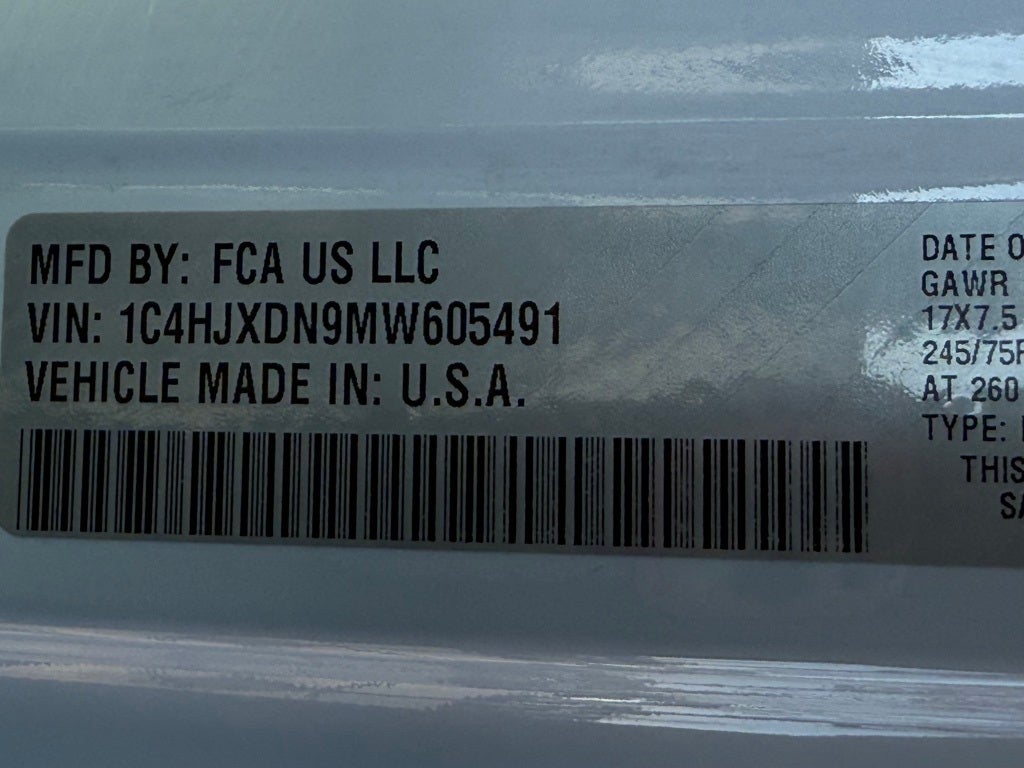 MFD BY: FCA US LLC
VIN: 1C4HJXDN9MW605491
VEHICLE MADE IN: U.S.A.
DATE O
GAWR
17X7.5
245/75R
AT 260
TYPE:
THIS
SA